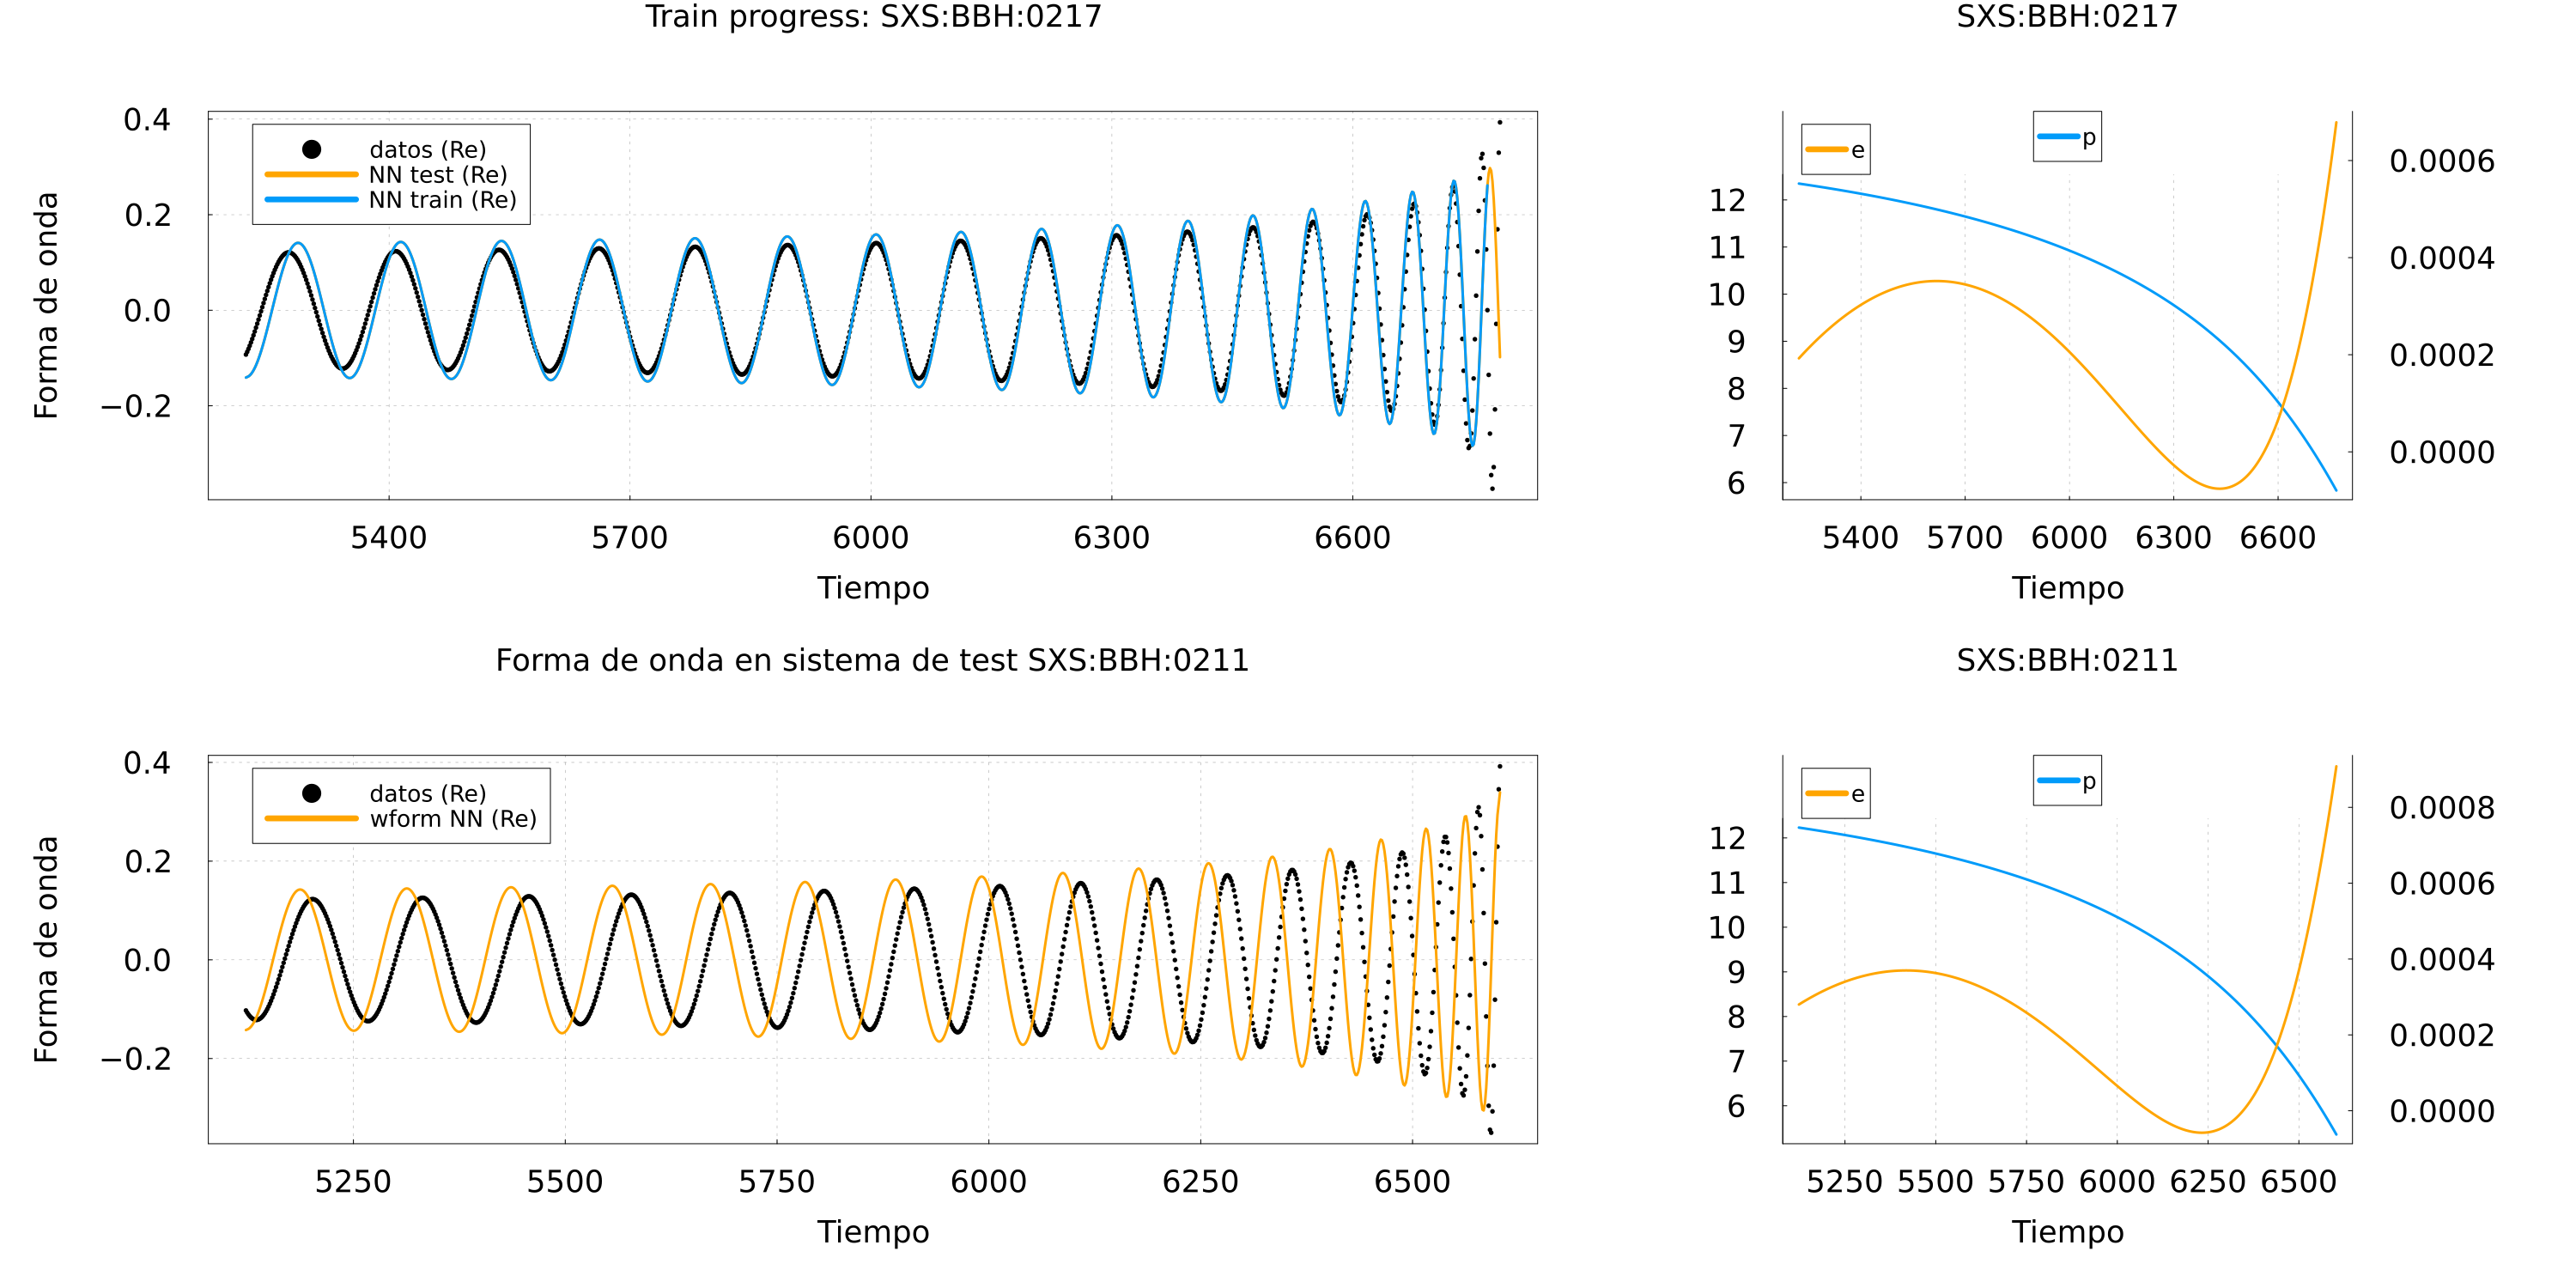 Train progress: SXS:BBH:0217
0.4
0.2
0.0
−0.2
Forma de onda
datos (Re)
NN test (Re)
NN train (Re)
5400 5700 6000 6300 6600
Tiempo
SXS:BBH:0217
e
p
12
11
10
9
8
7
6
0.0006
0.0004
0.0002
0.0000
5400 5700 6000 6300 6600
Tiempo
Forma de onda en sistema de test SXS:BBH:0211
0.4
0.2
0.0
−0.2
Forma de onda
datos (Re)
wform NN (Re)
5250 5500 5750 6000 6250 6500
Tiempo
SXS:BBH:0211
e
p
12
11
10
9
8
7
6
0.0008
0.0006
0.0004
0.0002
0.0000
5250 5500 5750 6000 6250 6500
Tiempo